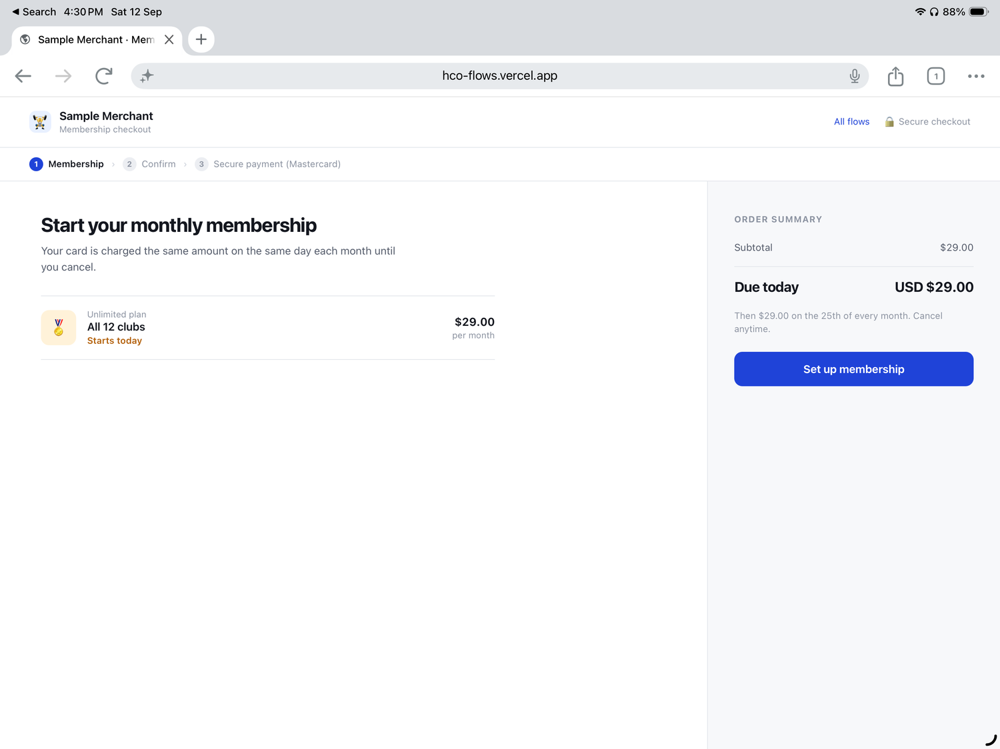 Search 4:30 PM Sat 12 Sep
88%
Sample Merchant · Mem
hco-flows.vercel.app
1
Sample Merchant
Membership checkout
All flows
Secure checkout
1 Membership › 2 Confirm › 3 Secure payment (Mastercard)
Start your monthly membership
Your card is charged the same amount on the same day each month until
you cancel.
Unlimited plan
All 12 clubs
Starts today
$29.00
per month
ORDER SUMMARY
Subtotal $29.00
Due today USD $29.00
Then $29.00 on the 25th of every month. Cancel
anytime.
Set up membership